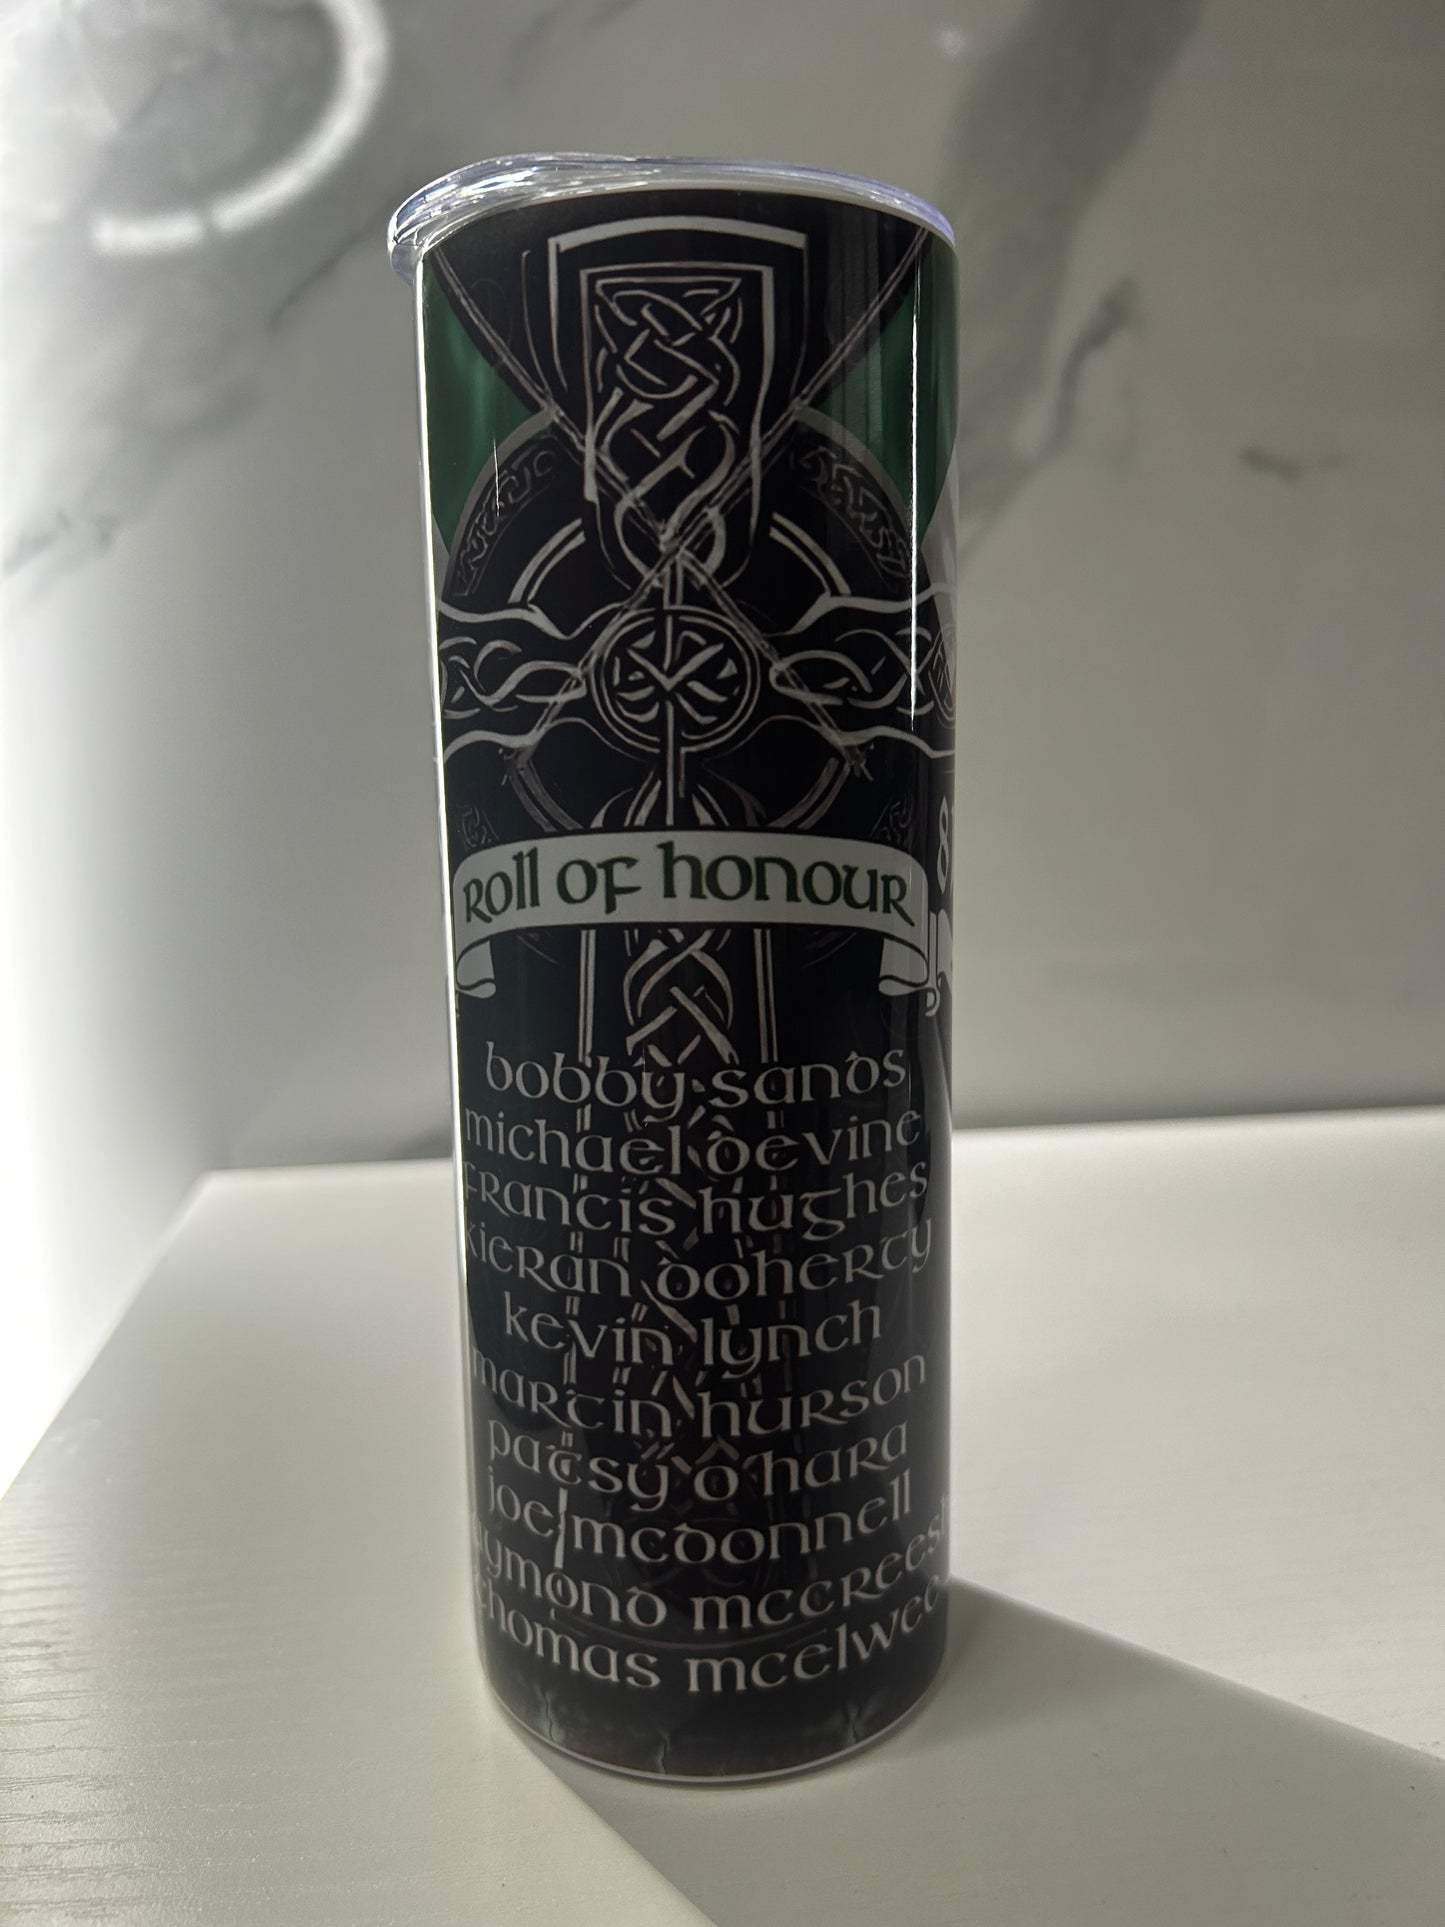 Roll of honour
bobby sands
michael devine
francis hughes
kieran doherty
kevin lynch
martin hurson
patsy o'hara
joe mcdonnell
mccreesh
thomas mcelwee